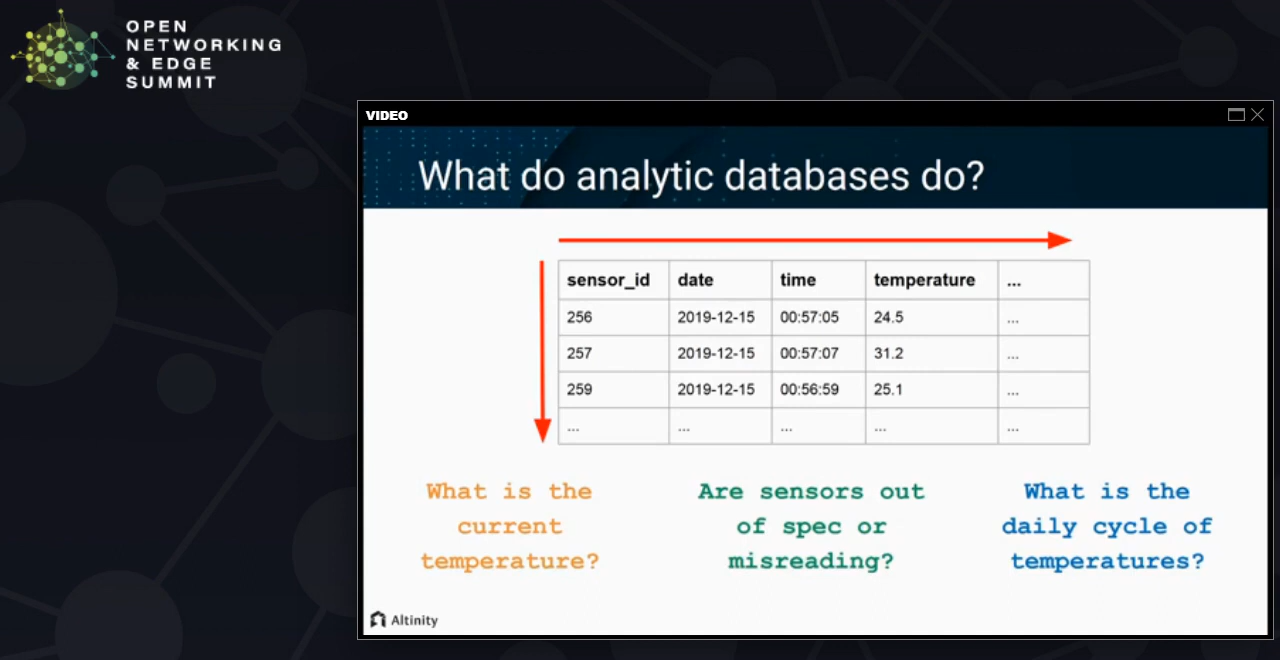 OPEN
NETWORKING
& EDGE
SUMMIT
VIDEO
What do analytic databases do?
sensor_id date time temperature ...
256 2019-12-15 00:57:05 24.5 ...
257 2019-12-15 00:57:07 31.2 ...
259 2019-12-15 00:56:59 25.1 ...
... ... ... ... ...
What is the
current
temperature?
Are sensors out
of spec or
misreading?
What is the
daily cycle of
temperatures?
Altinity